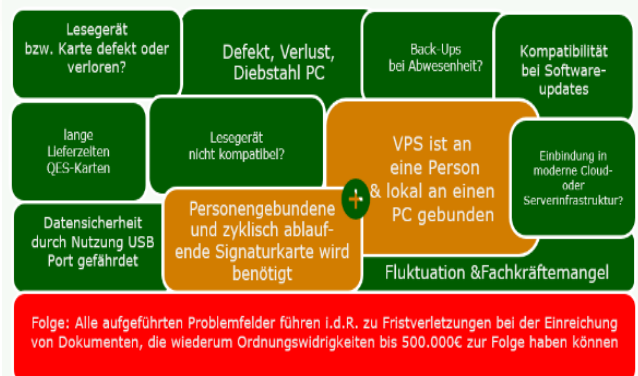 Lesegerät
bzw. Karte defekt oder
verloren?
Defekt, Verlust,
Diebstahl PC
Back-Ups
bei Abwesenheit?
Kompatibilität
bei Software-
updates
lange
Lieferzeiten
QES-Karten
Lesegerät
nicht kompatibel?
VPS ist an
eine Person
& lokal an einen
PC gebunden
Einbindung in
moderne Cloud-
oder
Serverinfrastruktur?
Datensicherheit
durch Nutzung USB
Port gefährdet
Personengebundene
und zyklisch ablauf-
ende Signaturkarte wird
benötigt
+
Fluktuation &Fachkräftemangel
Folge: Alle aufgeführten Problemfelder führen i.d.R. zu Fristverletzungen bei der Einreichung
von Dokumenten, die wiederum Ordnungswidrigkeiten bis 500.000€ zur Folge haben können